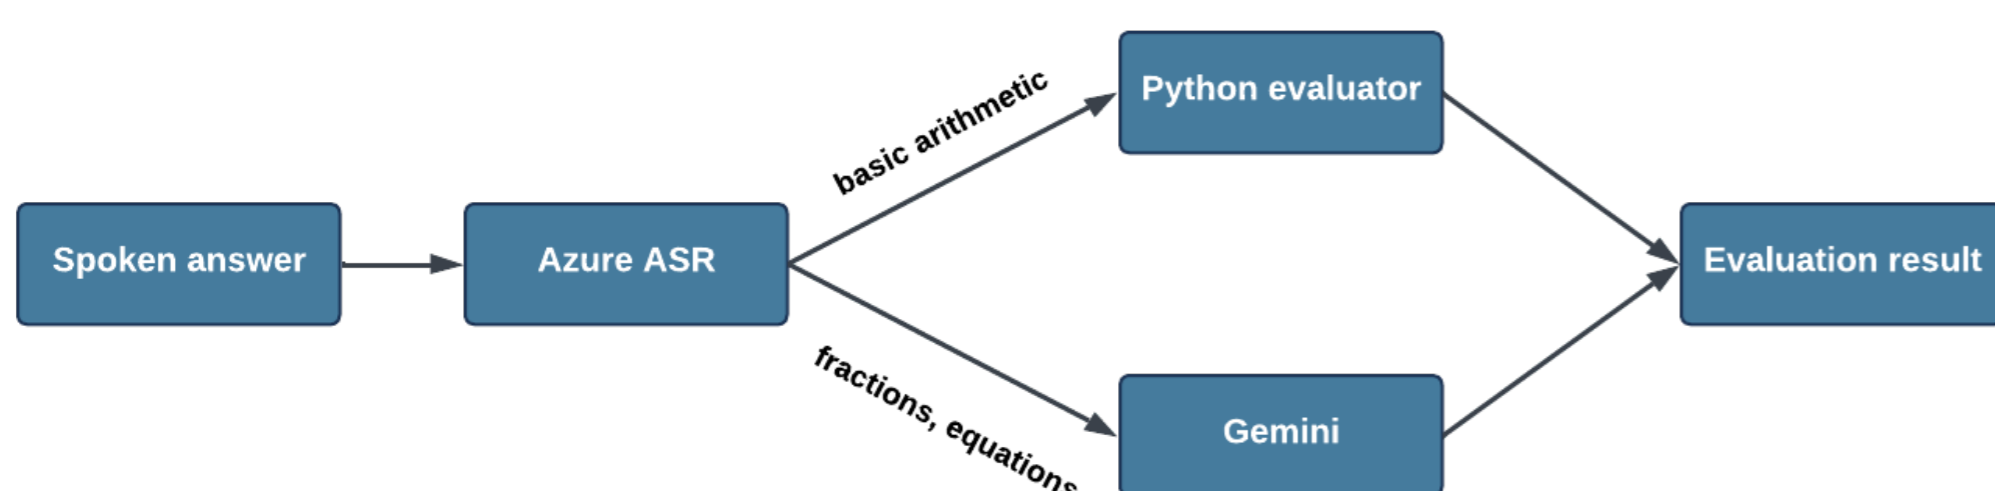 Spoken answer
Azure ASR
basic arithmetic
fractions, equations
Python evaluator
Gemini
Evaluation result